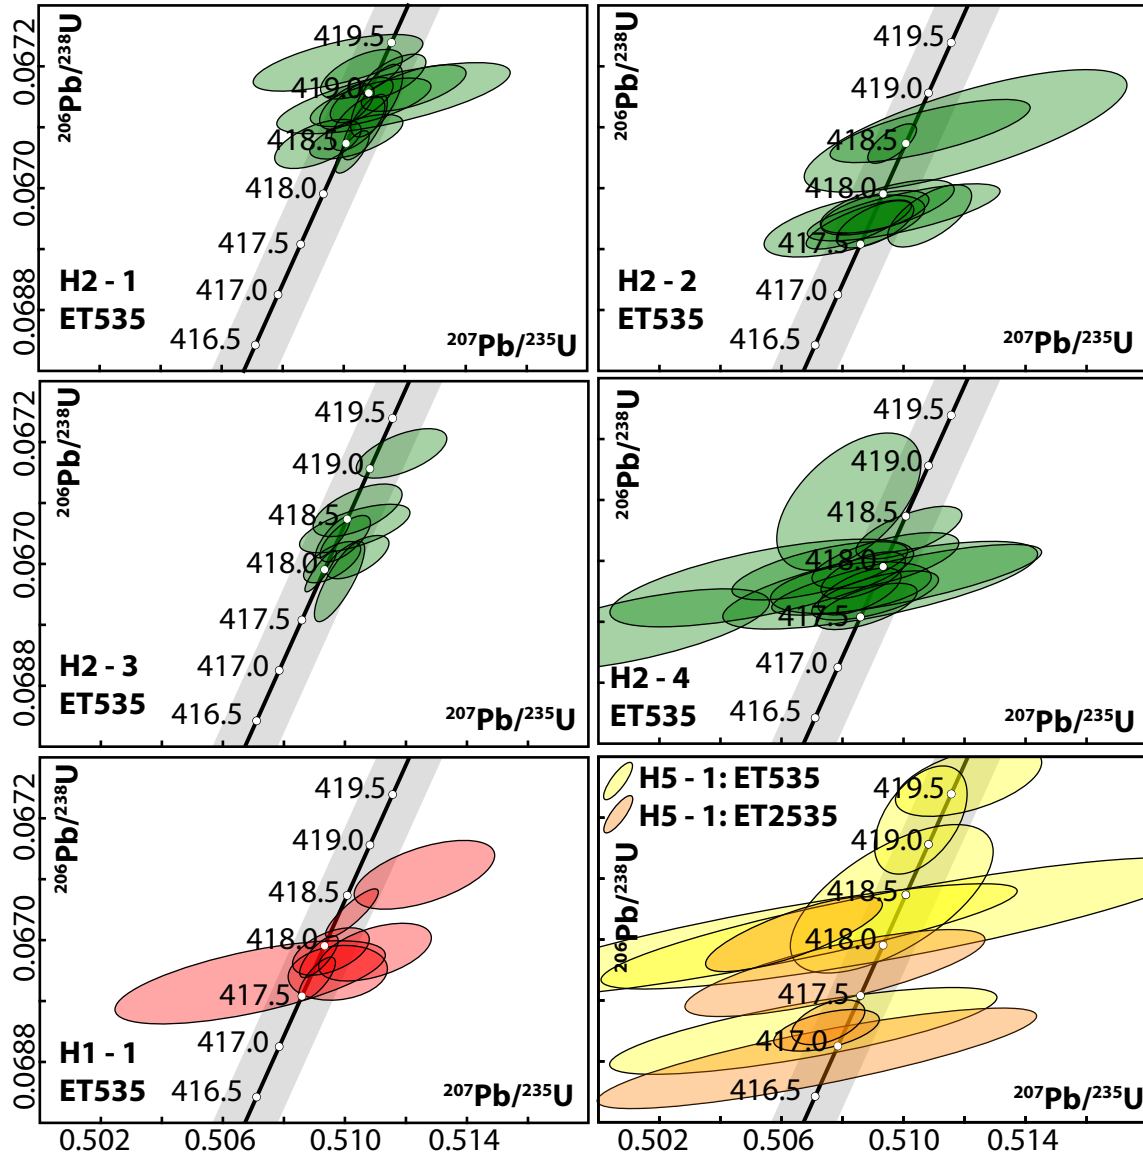 0.0672
0.0670
0.0688
²⁰⁶Pb/²³⁸U
419.5
419.0
418.5
418.0
417.5
417.0
416.5
H2 - 1
ET535
²⁰⁷Pb/²³⁵U
²⁰⁶Pb/²³⁸U
419.5
419.0
418.5
418.0
417.5
417.0
416.5
H2 - 2
ET535
²⁰⁷Pb/²³⁵U
0.0672
0.0670
0.0688
²⁰⁶Pb/²³⁸U
419.5
419.0
418.5
418.0
417.5
417.0
416.5
H2 - 3
ET535
²⁰⁷Pb/²³⁵U
²⁰⁶Pb/²³⁸U
419.5
419.0
418.5
418.0
417.5
417.0
416.5
H2 - 4
ET535
²⁰⁷Pb/²³⁵U
0.0672
0.0670
0.0688
²⁰⁶Pb/²³⁸U
419.5
419.0
418.5
418.0
417.5
417.0
416.5
H1 - 1
ET535
²⁰⁷Pb/²³⁵U
0.502 0.506 0.510 0.514
H5 - 1: ET535
H5 - 1: ET2535
²⁰⁶Pb/²³⁸U
419.5
419.0
418.5
418.0
417.5
417.0
416.5
²⁰⁷Pb/²³⁵U
0.502 0.506 0.510 0.514